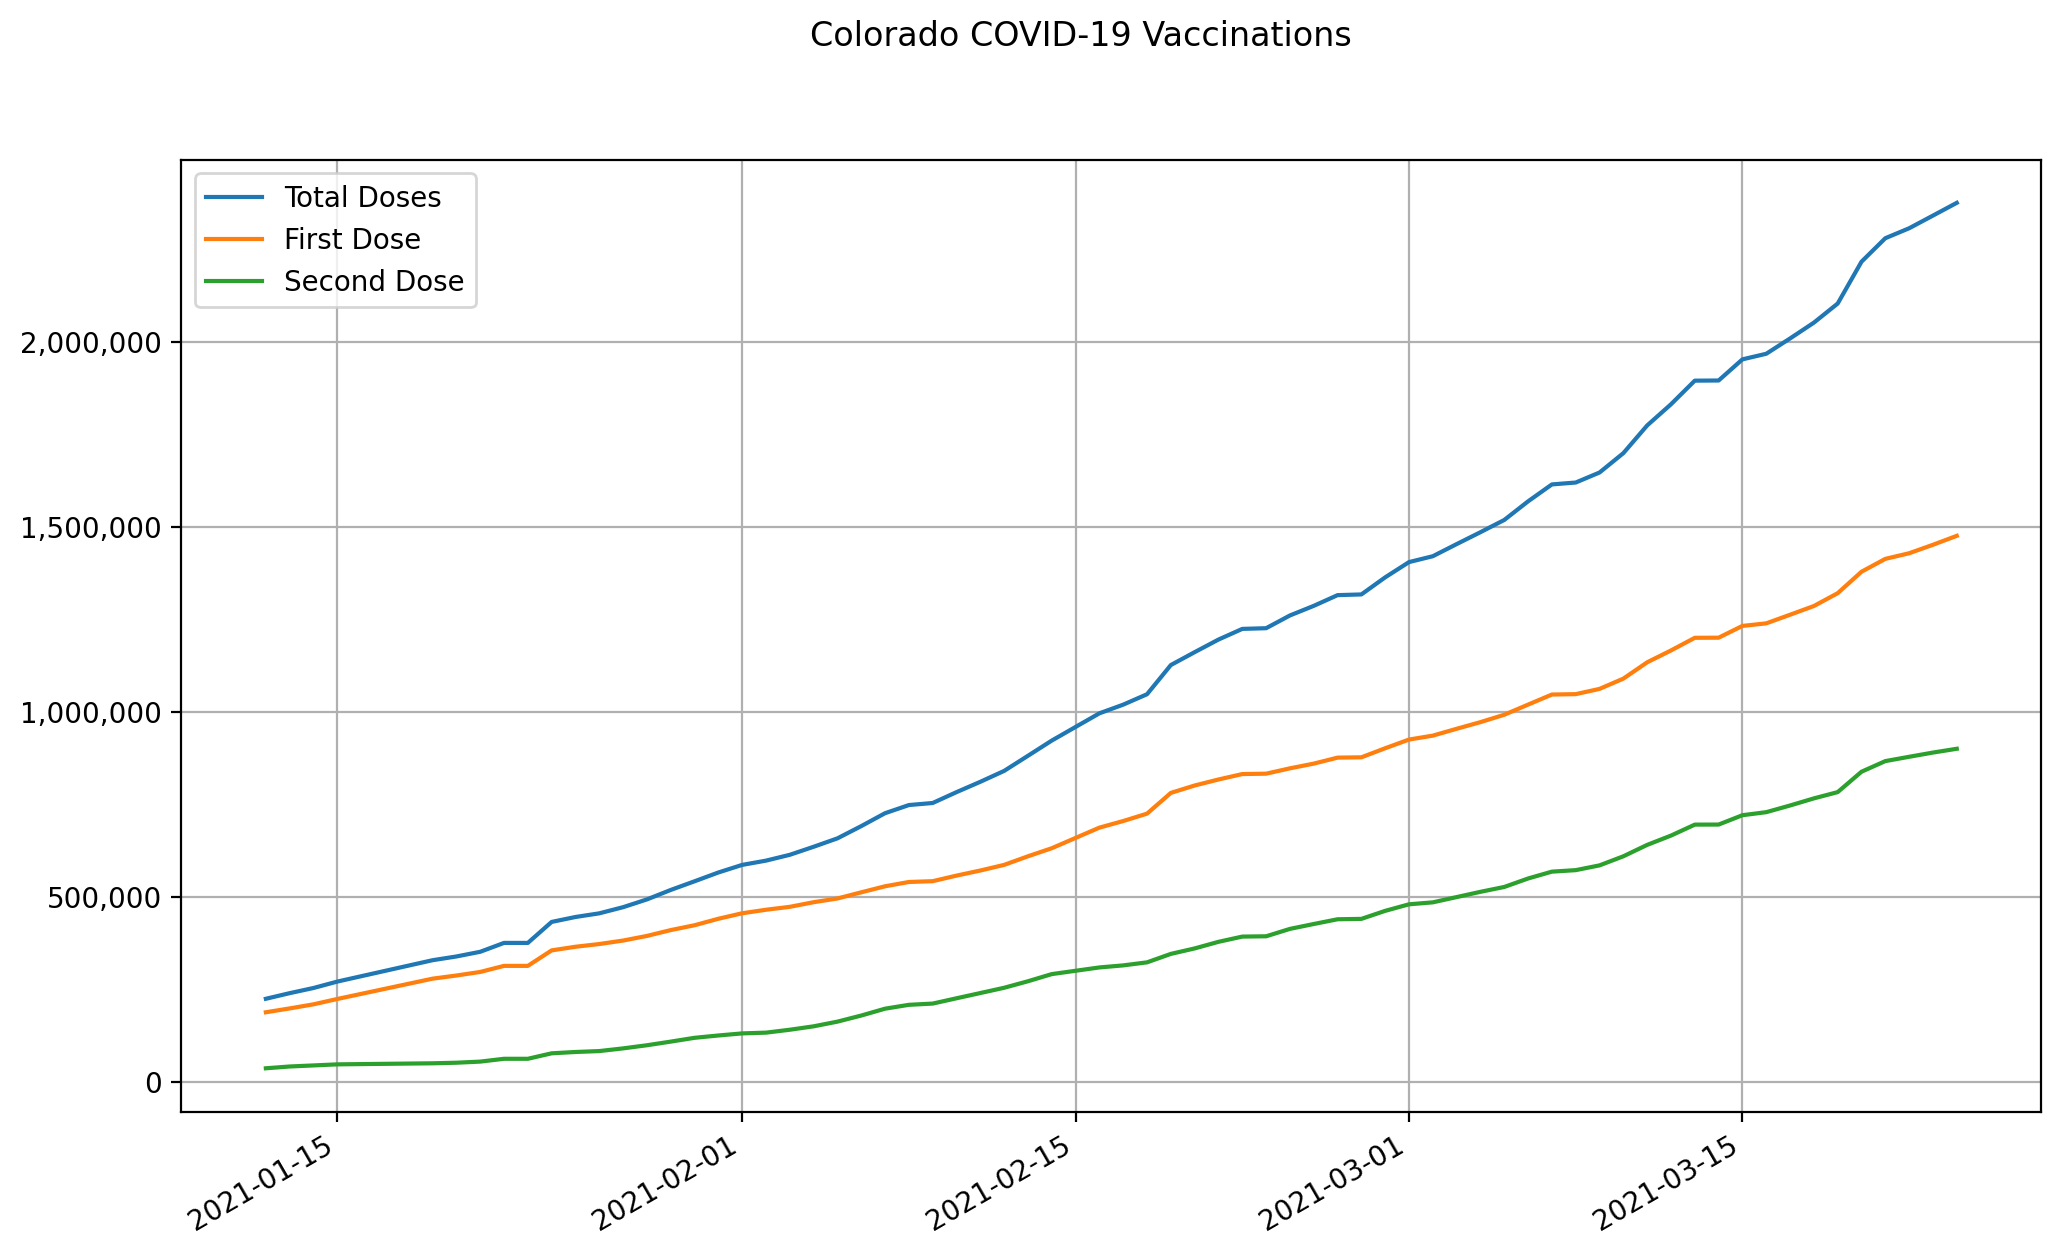 Colorado COVID-19 Vaccinations
Total Doses
First Dose
Second Dose
2,000,000
1,500,000
1,000,000
500,000
0
2021-01-15
2021-02-01
2021-02-15
2021-03-01
2021-03-15